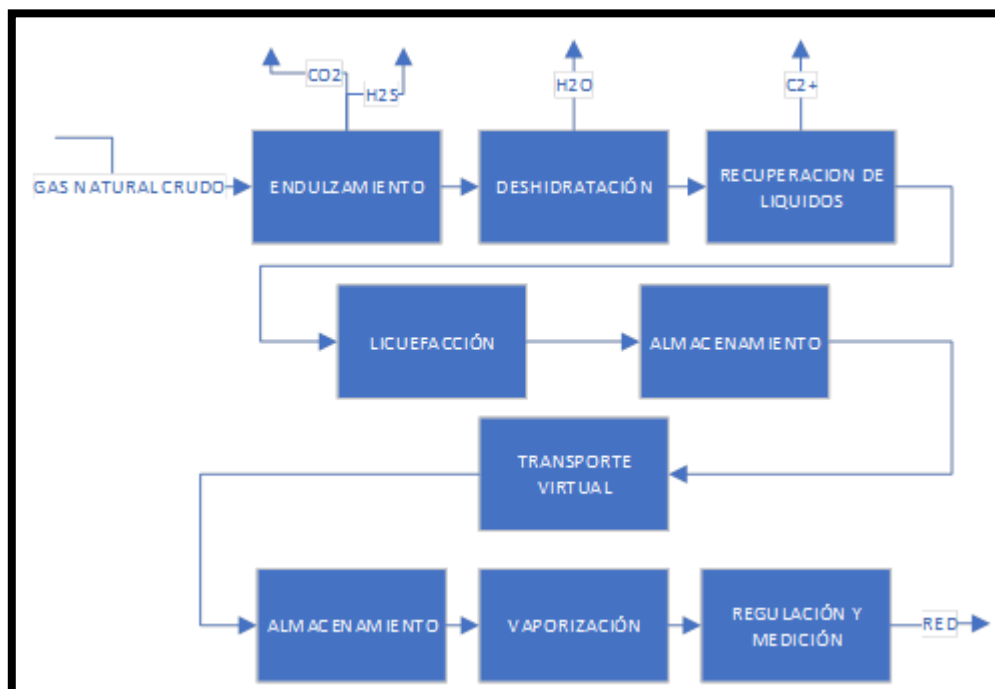 CO2
H2S
H2O
C2+
GAS NATURAL CRUDO
ENDULZAMIENTO
DESHIDRATACIÓN
RECUPERACION DE
LIQUIDOS
LICUEFACCIÓN
ALMACENAMIENTO
TRANSPORTE
VIRTUAL
ALMACENAMIENTO
VAPORIZACIÓN
REGULACIÓN Y
MEDICIÓN
RED